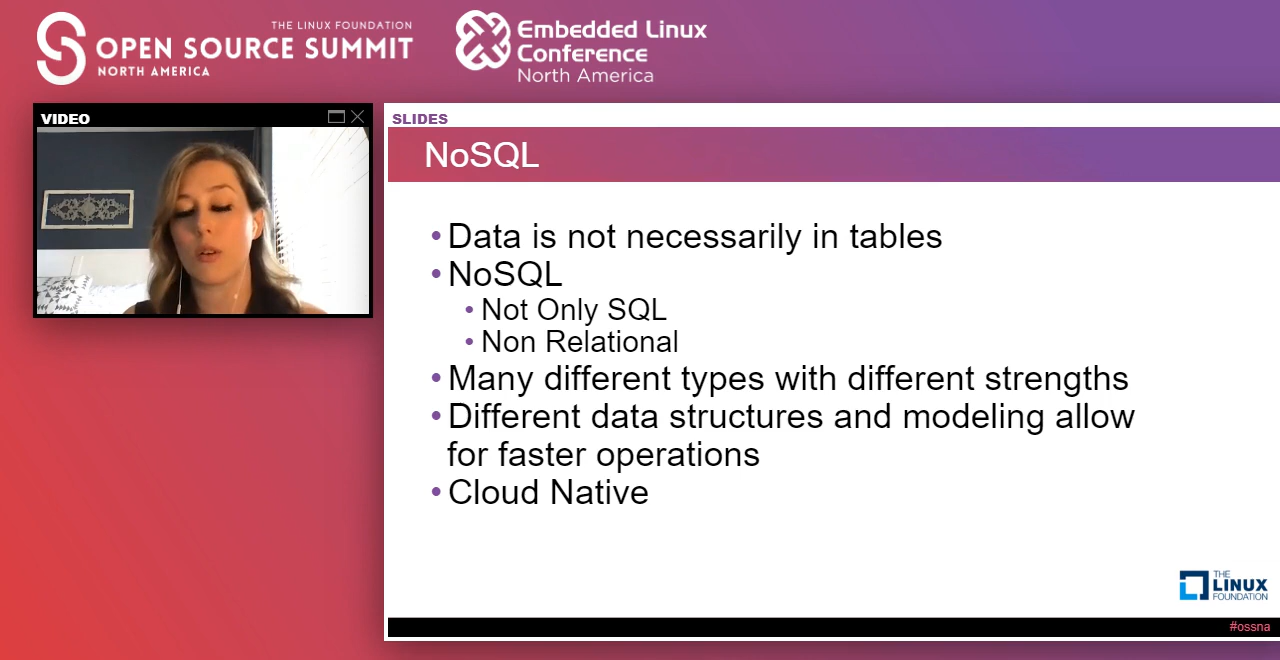 THE LINUX FOUNDATION
OPEN SOURCE SUMMIT
NORTH AMERICA
Embedded Linux
Conference
North America
VIDEO
SLIDES
NoSQL
• Data is not necessarily in tables
• NoSQL
• Not Only SQL
• Non Relational
• Many different types with different strengths
• Different data structures and modeling allow
for faster operations
• Cloud Native
THE
LINUX
FOUNDATION
#ossna